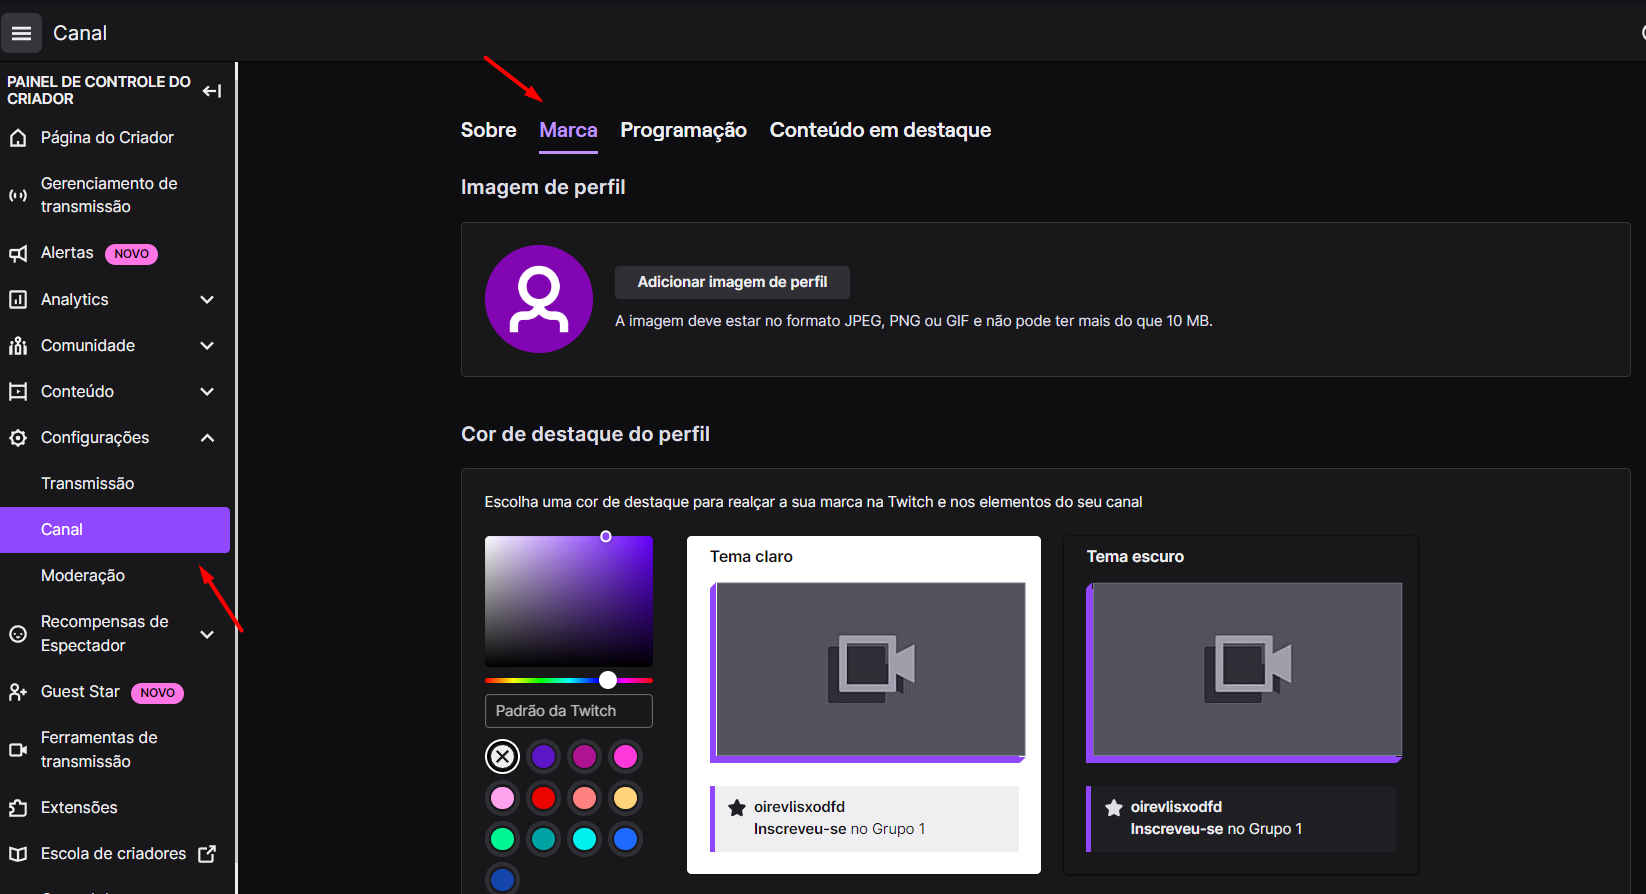 Canal
PAINEL DE CONTROLE DO
CRIADOR
Página do Criador
Gerenciamento de
transmissão
Alertas NOVO
Analytics
Comunidade
Conteúdo
Configurações
Transmissão
Canal
Moderação
Recompensas de
Espectador
Guest Star NOVO
Ferramentas de
transmissão
Extensões
Escola de criadores
Sobre Marca Programação Conteúdo em destaque
Imagem de perfil
Adicionar imagem de perfil
A imagem deve estar no formato JPEG, PNG ou GIF e não pode ter mais do que 10 MB.
Cor de destaque do perfil
Escolha uma cor de destaque para realçar a sua marca na Twitch e nos elementos do seu canal
Padrão da Twitch
Tema claro
oirevlisxodfd
Inscreveu-se no Grupo 1
Tema escuro
oirevlisxodfd
Inscreveu-se no Grupo 1